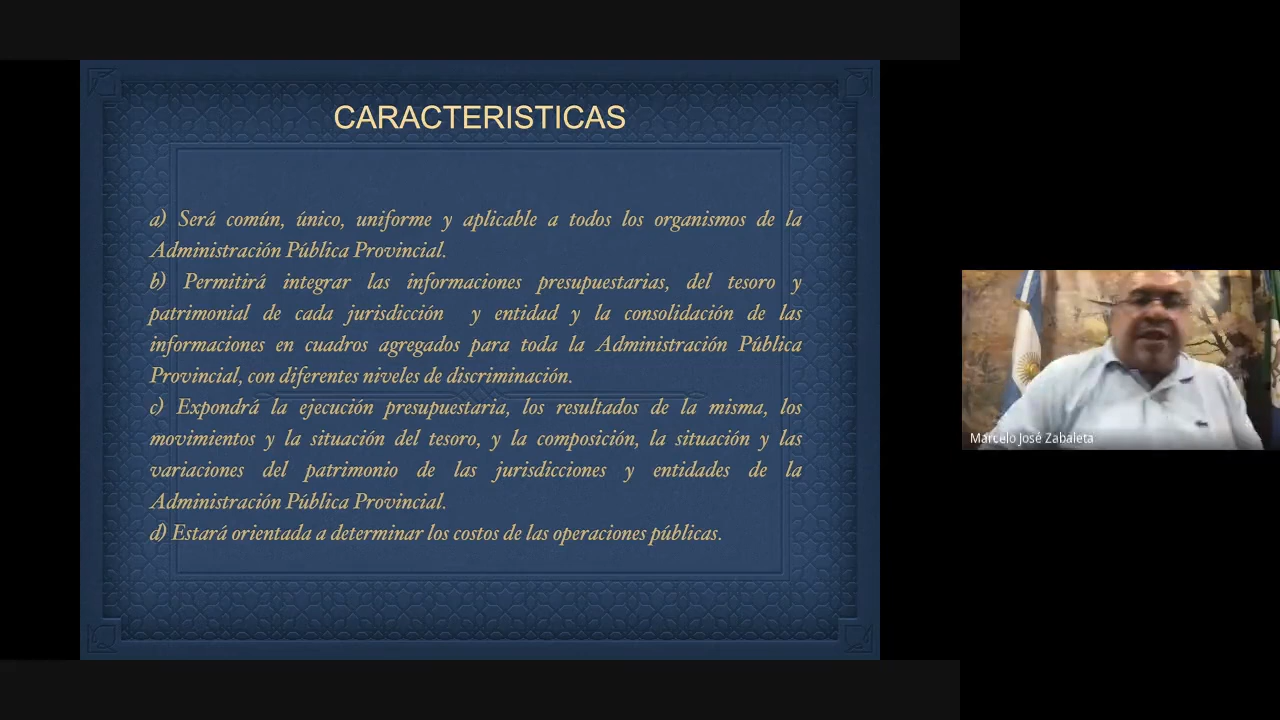 CARACTERISTICAS
a) Será común, único, uniforme y aplicable a todos los organismos de la
Administración Pública Provincial.
b) Permitirá integrar las informaciones presupuestarias, del tesoro y
patrimonial de cada jurisdicción y entidad y la consolidación de las
informaciones en cuadros agregados para toda la Administración Pública
Provincial, con diferentes niveles de discriminación.
c) Expondrá la ejecución presupuestaria, los resultados de la misma, los
movimientos y la situación del tesoro, y la composición, la situación y las
variaciones del patrimonio de las jurisdicciones y entidades de la
Administración Pública Provincial.
d) Estará orientada a determinar los costos de las operaciones públicas.
Marcelo José Zabaleta